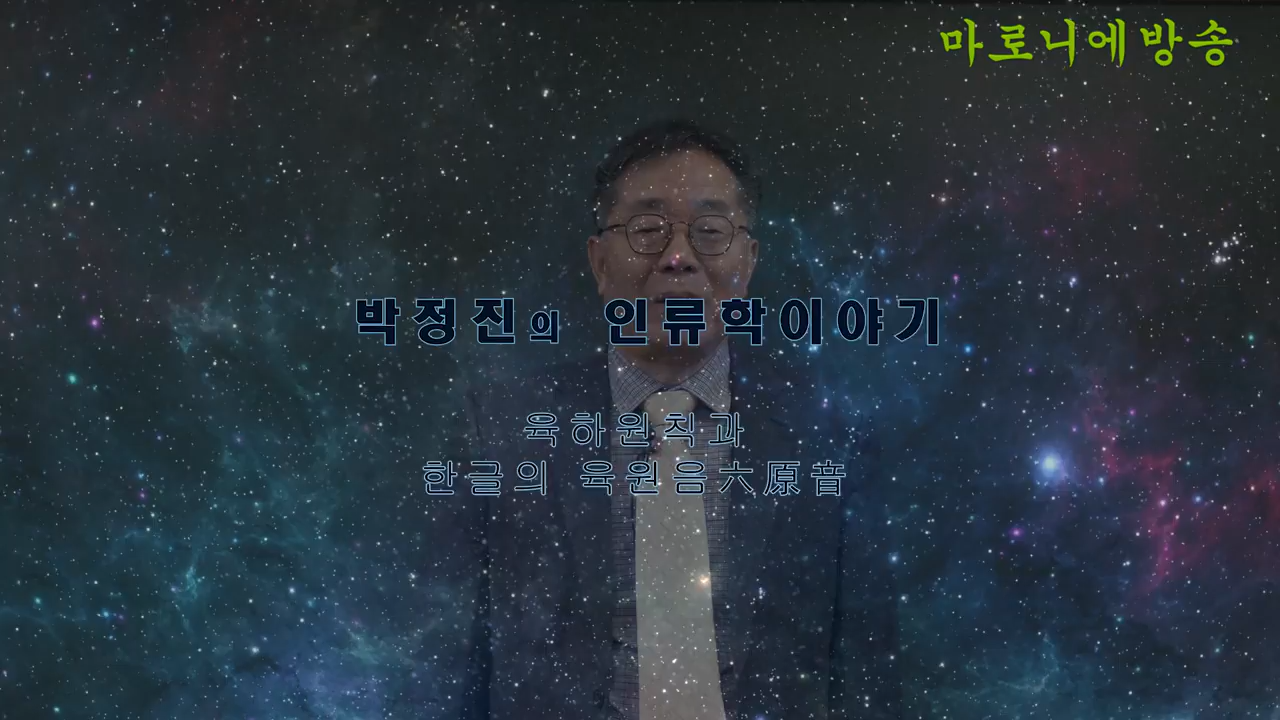 마로니에방송
박정진의 인류학이야기
육하원칙과
한글의 육원음六原音